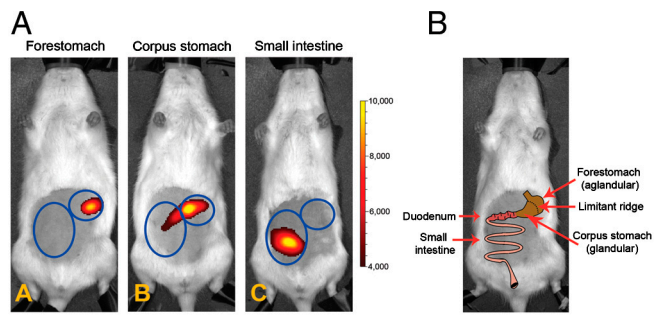 A
B
Forestomach
Corpus stomach
Small intestine
10,000
8,000
6,000
4,000
Forestomach
(aglandular)
Limitant ridge
Duodenum
Small
intestine
Corpus stomach
(glandular)
A
B
C